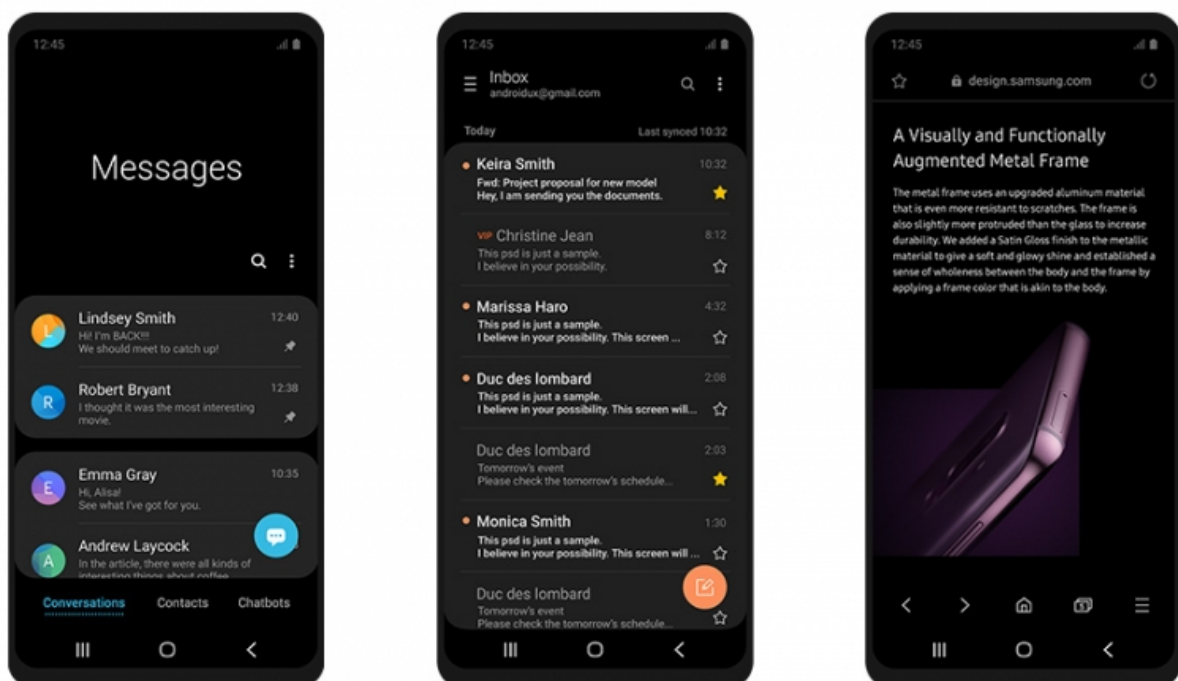 12:45
Messages
L
Lindsey Smith 12:40
Hi! I'm BACK!!!
We should meet to catch up!
R
Robert Bryant 12:38
I thought it was the most interesting
movie.
E
Emma Gray 10:35
Hi, Alisa!
See what I've got for you.
A
Andrew Laycock
In the article, there were all kinds of
interesting things about coffee
Conversations Contacts Chatbots
12:45
Inbox
androidux@gmail.com
Today Last synced 10:32
Keira Smith 10:32
Fwd: Project proposal for new model
Hey, I am sending you the documents.
VIP Christine Jean 8:12
This psd is just a sample.
I believe in your possibility.
Marissa Haro 4:32
This psd is just a sample.
I believe in your possibility. This screen ...
Duc des lombard 2:08
This psd is just a sample.
I believe in your possibility. This screen will...
Duc des lombard 2:03
Tomorrow's event
Please check the tomorrow's schedule...
Monica Smith 1:30
This psd is just a sample.
I believe in your possibility. This screen will ...
Duc des lombard
Tomorrow's event
Please check the tomorrow's schedule...
12:45
design.samsung.com
A Visually and Functionally
Augmented Metal Frame
The metal frame uses an upgraded aluminum material
that is even more resistant to scratches. The frame is
also slightly more protruded than the glass to increase
durability. We added a Satin Gloss finish to the metallic
material to give a soft and glowy shine and established a
sense of wholeness between the body and the frame by
applying a frame color that is akin to the body.